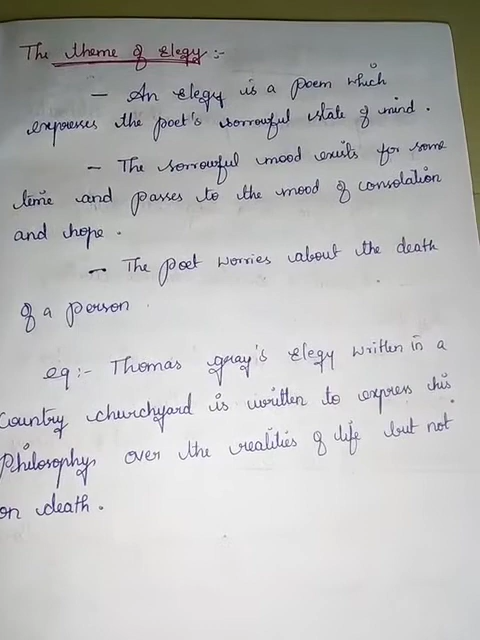 The theme of Elegy :-
- An Elegy is a Poem which
expresses the poet's sorrowful state of mind.
- The sorrowful mood exists for some
time and passes to the mood of consolation
and hope.
- The Poet worries about the death
of a person.
eg:- Thomas gray's Elegy written in a
Country churchyard is written to express his
Philosophy over the realities of life but not
on death.